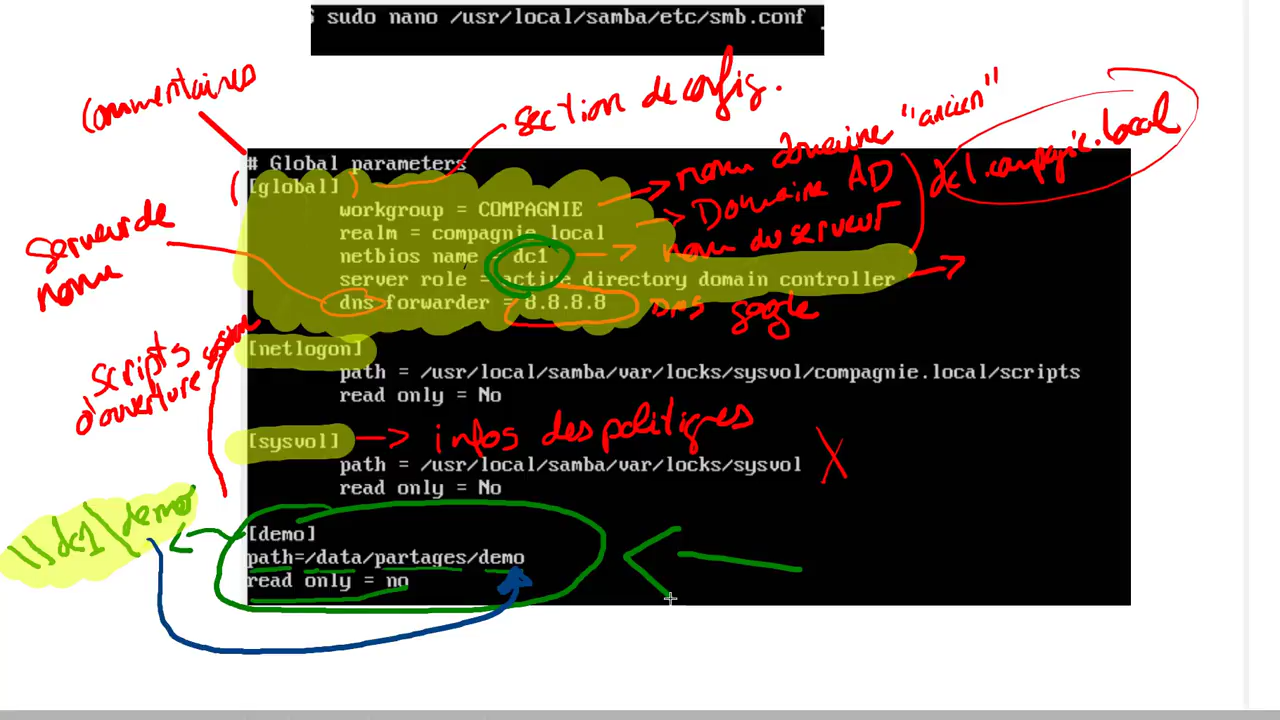 $ sudo nano /usr/local/samba/etc/smb.conf
commentaires
section de config.
nom domaine "ancien"
Domaine AD
nom du serveur
dc1.compagnie.local
# Global parameters
[global]
workgroup = COMPAGNIE
realm = compagnie.local
netbios name = dc1
server role = active directory domain controller
dns forwarder = 8.8.8.8
DNS google
serveur de
noms
scripts
d'ouverture
[netlogon]
path = /usr/local/samba/var/locks/sysvol/compagnie.local/scripts
read only = No
[sysvol]
infos des politiques
path = /usr/local/samba/var/locks/sysvol
read only = No
X
\\dc1\demo
[demo]
path=/data/partages/demo
read only = no